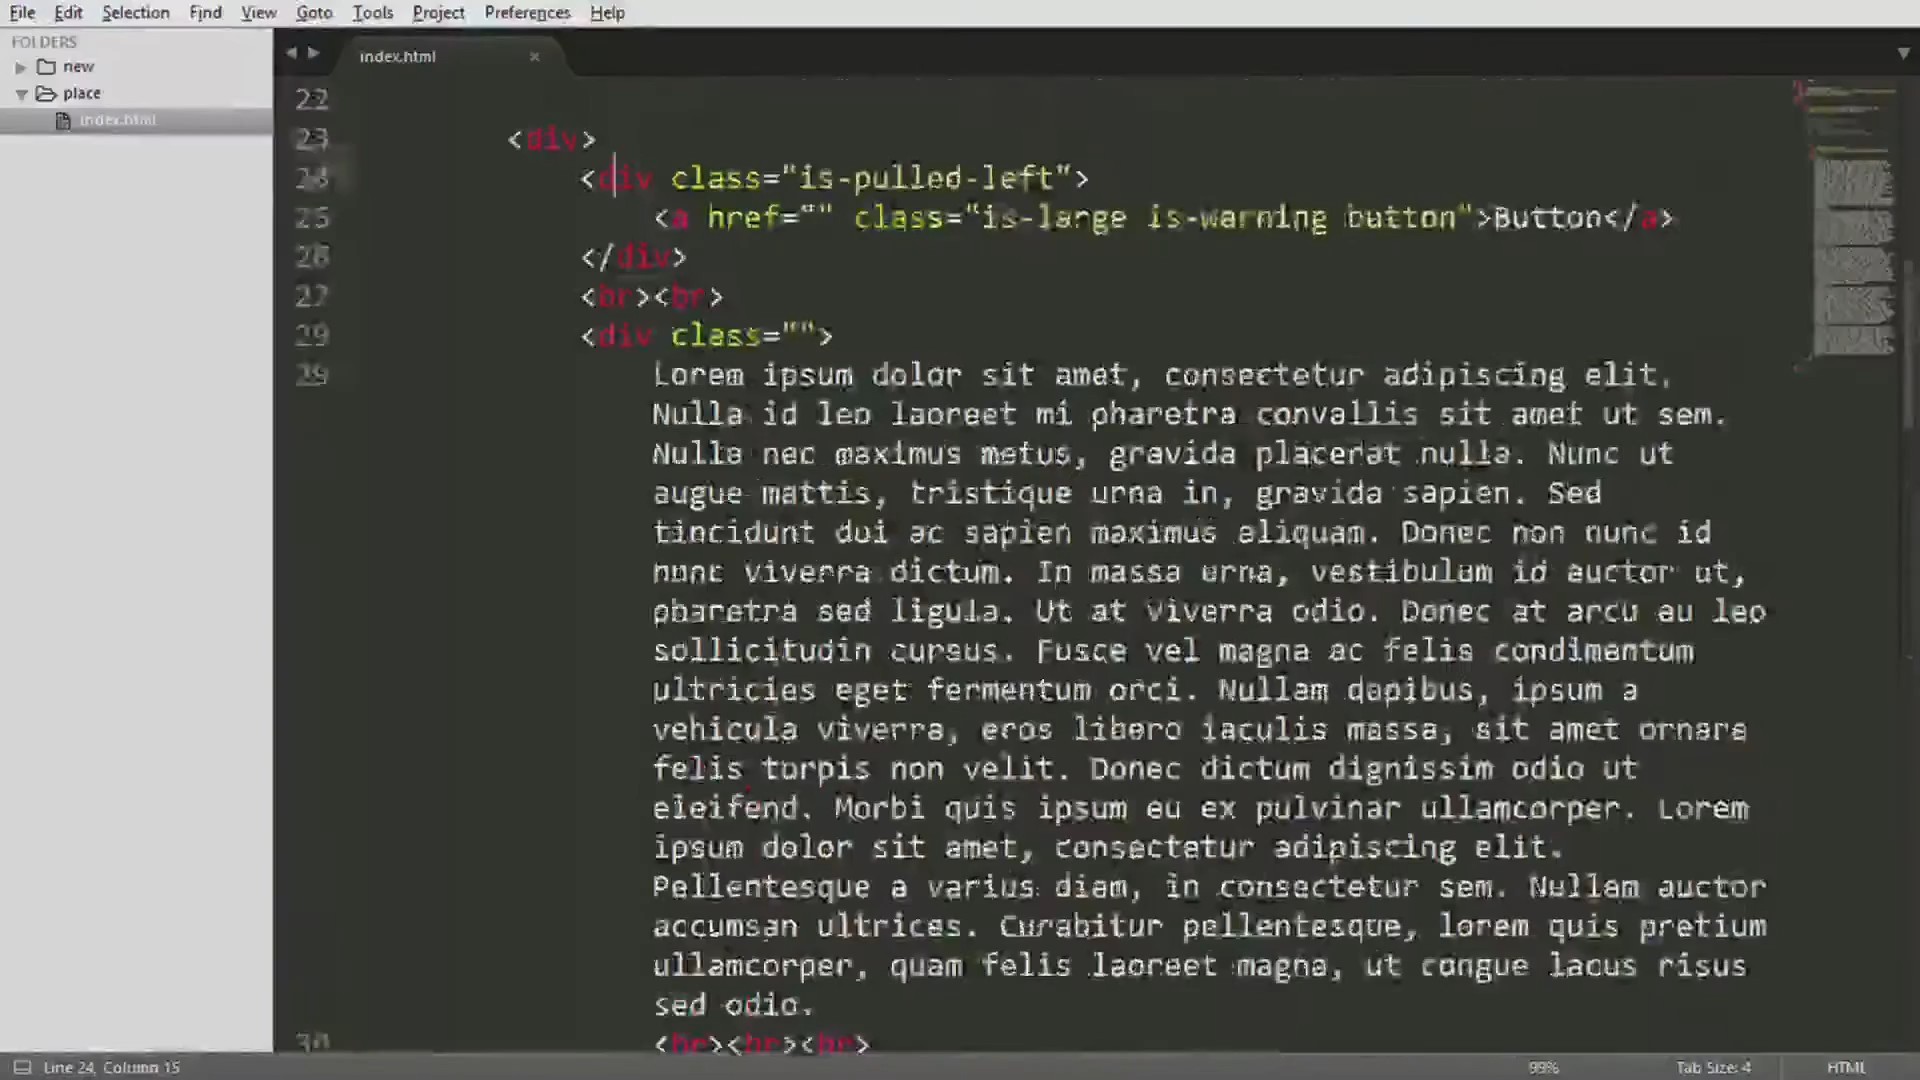 File Edit Selection Find View Goto Tools Project Preferences Help
FOLDERS
new
place
index.html
index.html ×
22
23 <div>
24 <div class="is-pulled-left">
25 <a href="" class="is-large is-warning button">Button</a>
26 </div>
27 <br><br>
<div class="">
29 Lorem ipsum dolor sit amet, consectetur adipiscing elit.
Nulla id leo laoreet mi pharetra convallis sit amet ut sem.
Nulla nec maximus metus, gravida placerat nulla. Nunc ut
augue mattis, tristique urna in, gravida sapien. Sed
tincidunt dui ac sapien maximus aliquam. Donec non nunc id
nunc viverra dictum. In massa urna, vestibulum id auctor ut,
pharetra sed ligula. Ut at viverra odio. Donec at arcu eu leo
sollicitudin cursus. Fusce vel magna ac felis condimentum
ultricies eget fermentum orci. Nullam dapibus, ipsum a
vehicula viverra, eros libero iaculis massa, sit amet ornare
felis turpis non velit. Donec dictum dignissim odio ut
eleifend. Morbi quis ipsum eu ex pulvinar ullamcorper. Lorem
ipsum dolor sit amet, consectetur adipiscing elit.
Pellentesque a varius diam, in consectetur sem. Nullam auctor
accumsan ultrices. Curabitur pellentesque, lorem quis pretium
ullamcorper, quam felis laoreet magna, ut congue lacus risus
sed odio.
30 <br><br><br>
Line 24, Column 15 99% Tab Size: 4 HTML